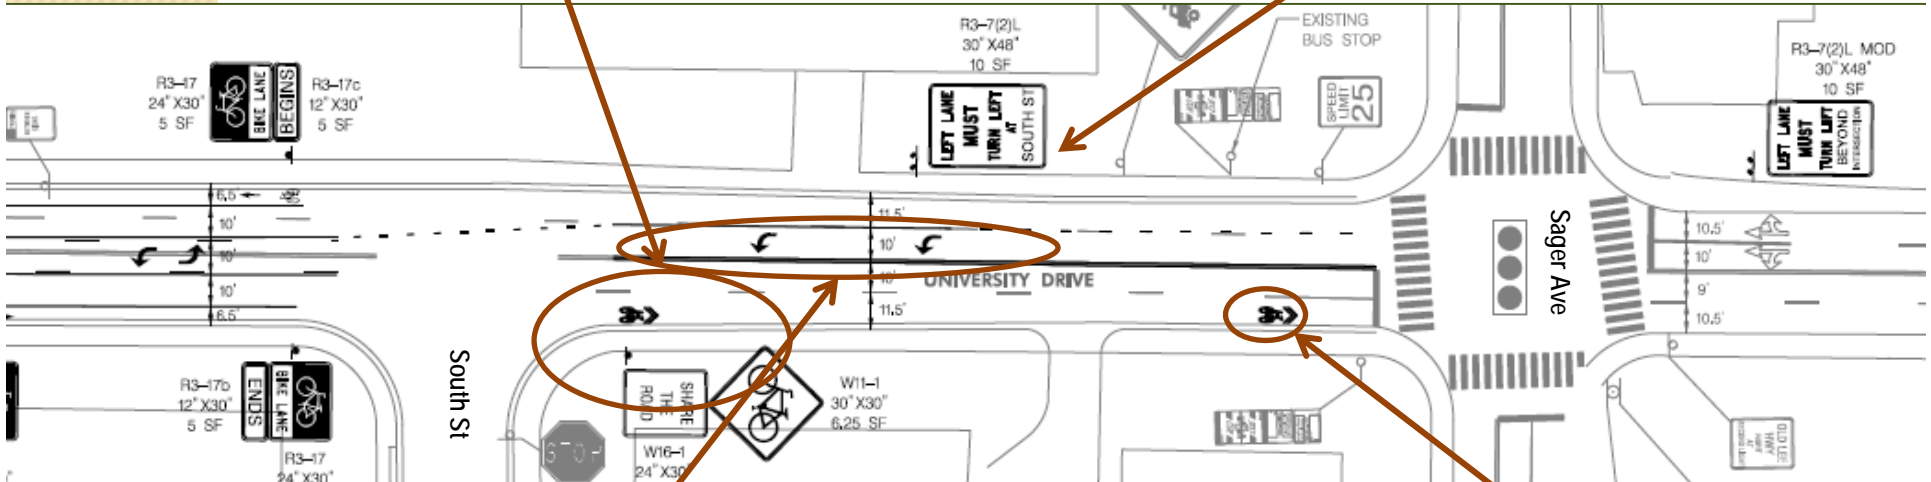 R3-7(2)L
30"X48"
10 SF
EXISTING
BUS STOP
R3-7(2)L MOD
30"X48"
10 SF
R3-17
24"X30"
5 SF
BIKE LANE
BEGINS
R3-17c
12"X30"
5 SF
LEFT LANE
MUST
TURN LEFT
AT
SOUTH ST
SPEED
LIMIT
25
LEFT LANE
MUST
TURN LEFT
BEYOND
INTERSECTION
6.5'
10'
10'
10'
6.5'
11.5'
10'
10'
11.5'
UNIVERSITY DRIVE
Sager Ave
10.5'
10'
9'
10.5'
South St
R3-17b
12"X30"
5 SF
ENDS
BIKE LANE
R3-17
24"X30"
STOP
SHARE
THE
ROAD
W16-1
24"X30"
W11-1
30"X30"
6.25 SF
OLD LEE
HWY